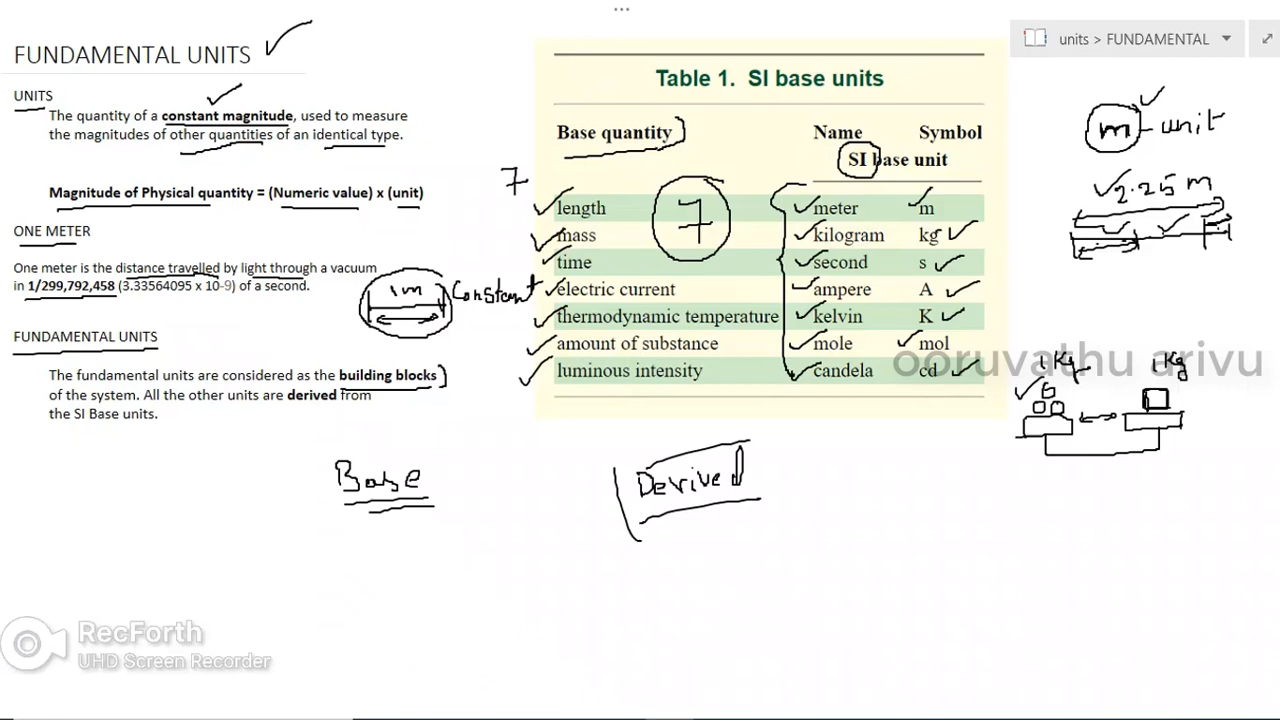 FUNDAMENTAL UNITS
UNITS
The quantity of a constant magnitude, used to measure
the magnitudes of other quantities of an identical type.
Magnitude of Physical quantity = (Numeric value) x (unit)
ONE METER
One meter is the distance travelled by light through a vacuum
in 1/299,792,458 (3.33564095 x 10-9) of a second.
1m Constant
FUNDAMENTAL UNITS
The fundamental units are considered as the building blocks
of the system. All the other units are derived from
the SI Base units.
Table 1. SI base units
Base quantity Name Symbol
SI base unit
7
7
length meter m
mass kilogram kg
time second s
electric current ampere A
thermodynamic temperature kelvin K
amount of substance mole mol
luminous intensity candela cd
units > FUNDAMENTAL
m - unit
2.25 m
ooruvathu arivu
1Kg 1Kg
Base
Derived
RecForth
UHD Screen Recorder